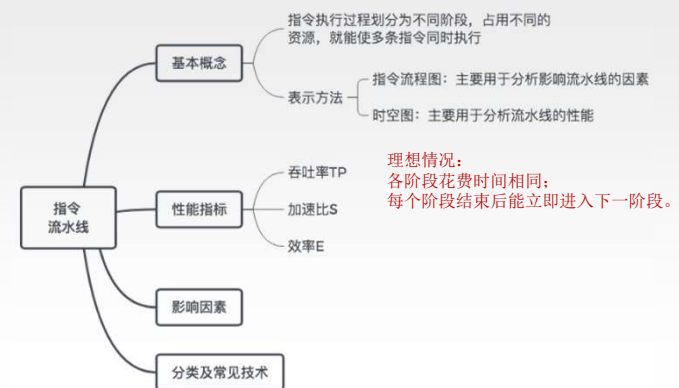 指令执行过程划分为不同阶段，占用不同的
资源，就能使多条指令同时执行
基本概念
表示方法
指令流程图：主要用于分析影响流水线的因素
时空图：主要用于分析流水线的性能
理想情况：
各阶段花费时间相同；
每个阶段结束后能立即进入下一阶段。
指令
流水线
性能指标
吞吐率TP
加速比S
效率E
影响因素
分类及常见技术